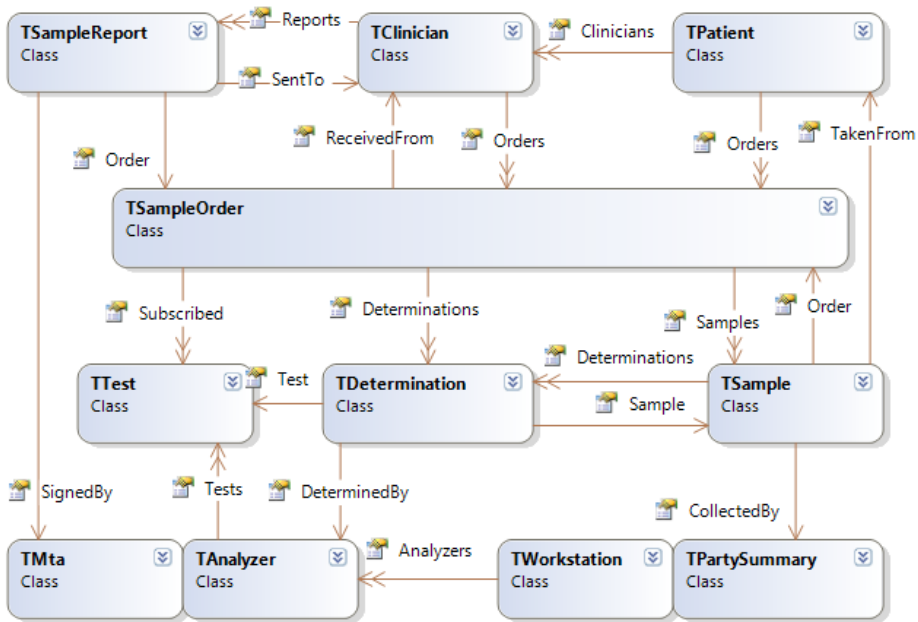 TSampleReport
Class
Reports
TClinician
Class
Clinicians
TPatient
Class
SentTo
Order
ReceivedFrom
Orders
Orders
TakenFrom
TSampleOrder
Class
Subscribed
Determinations
Samples
Order
TTest
Class
Test
TDetermination
Class
Determinations
Sample
TSample
Class
SignedBy
Tests
DeterminedBy
CollectedBy
TMta
Class
TAnalyzer
Class
Analyzers
TWorkstation
Class
TPartySummary
Class